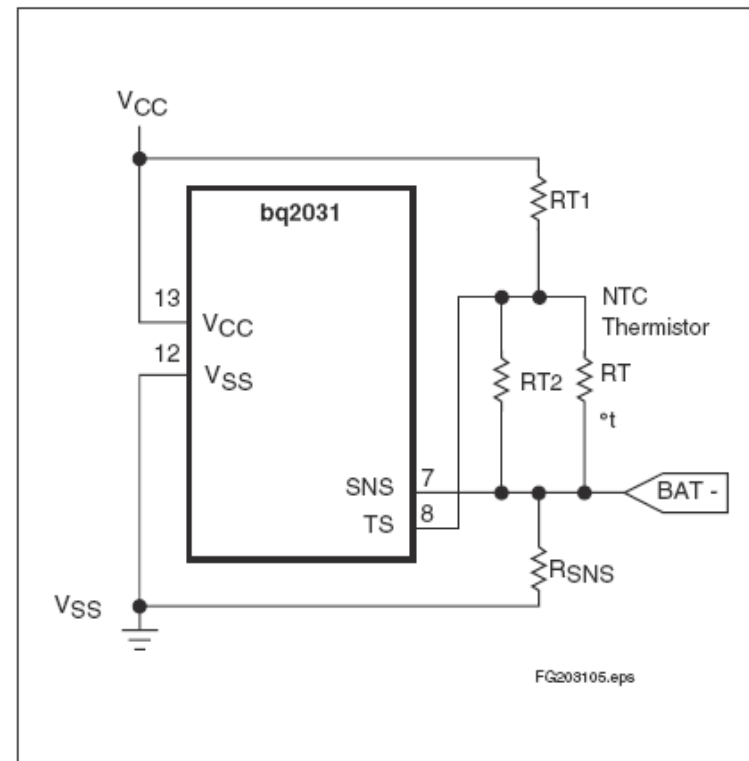 VCC
bq2031
RT1
13
NTC
Thermistor
VCC
12
VSS
RT2
RT
°t
SNS
7
BAT -
TS
8
RSNS
VSS
FG203105.eps